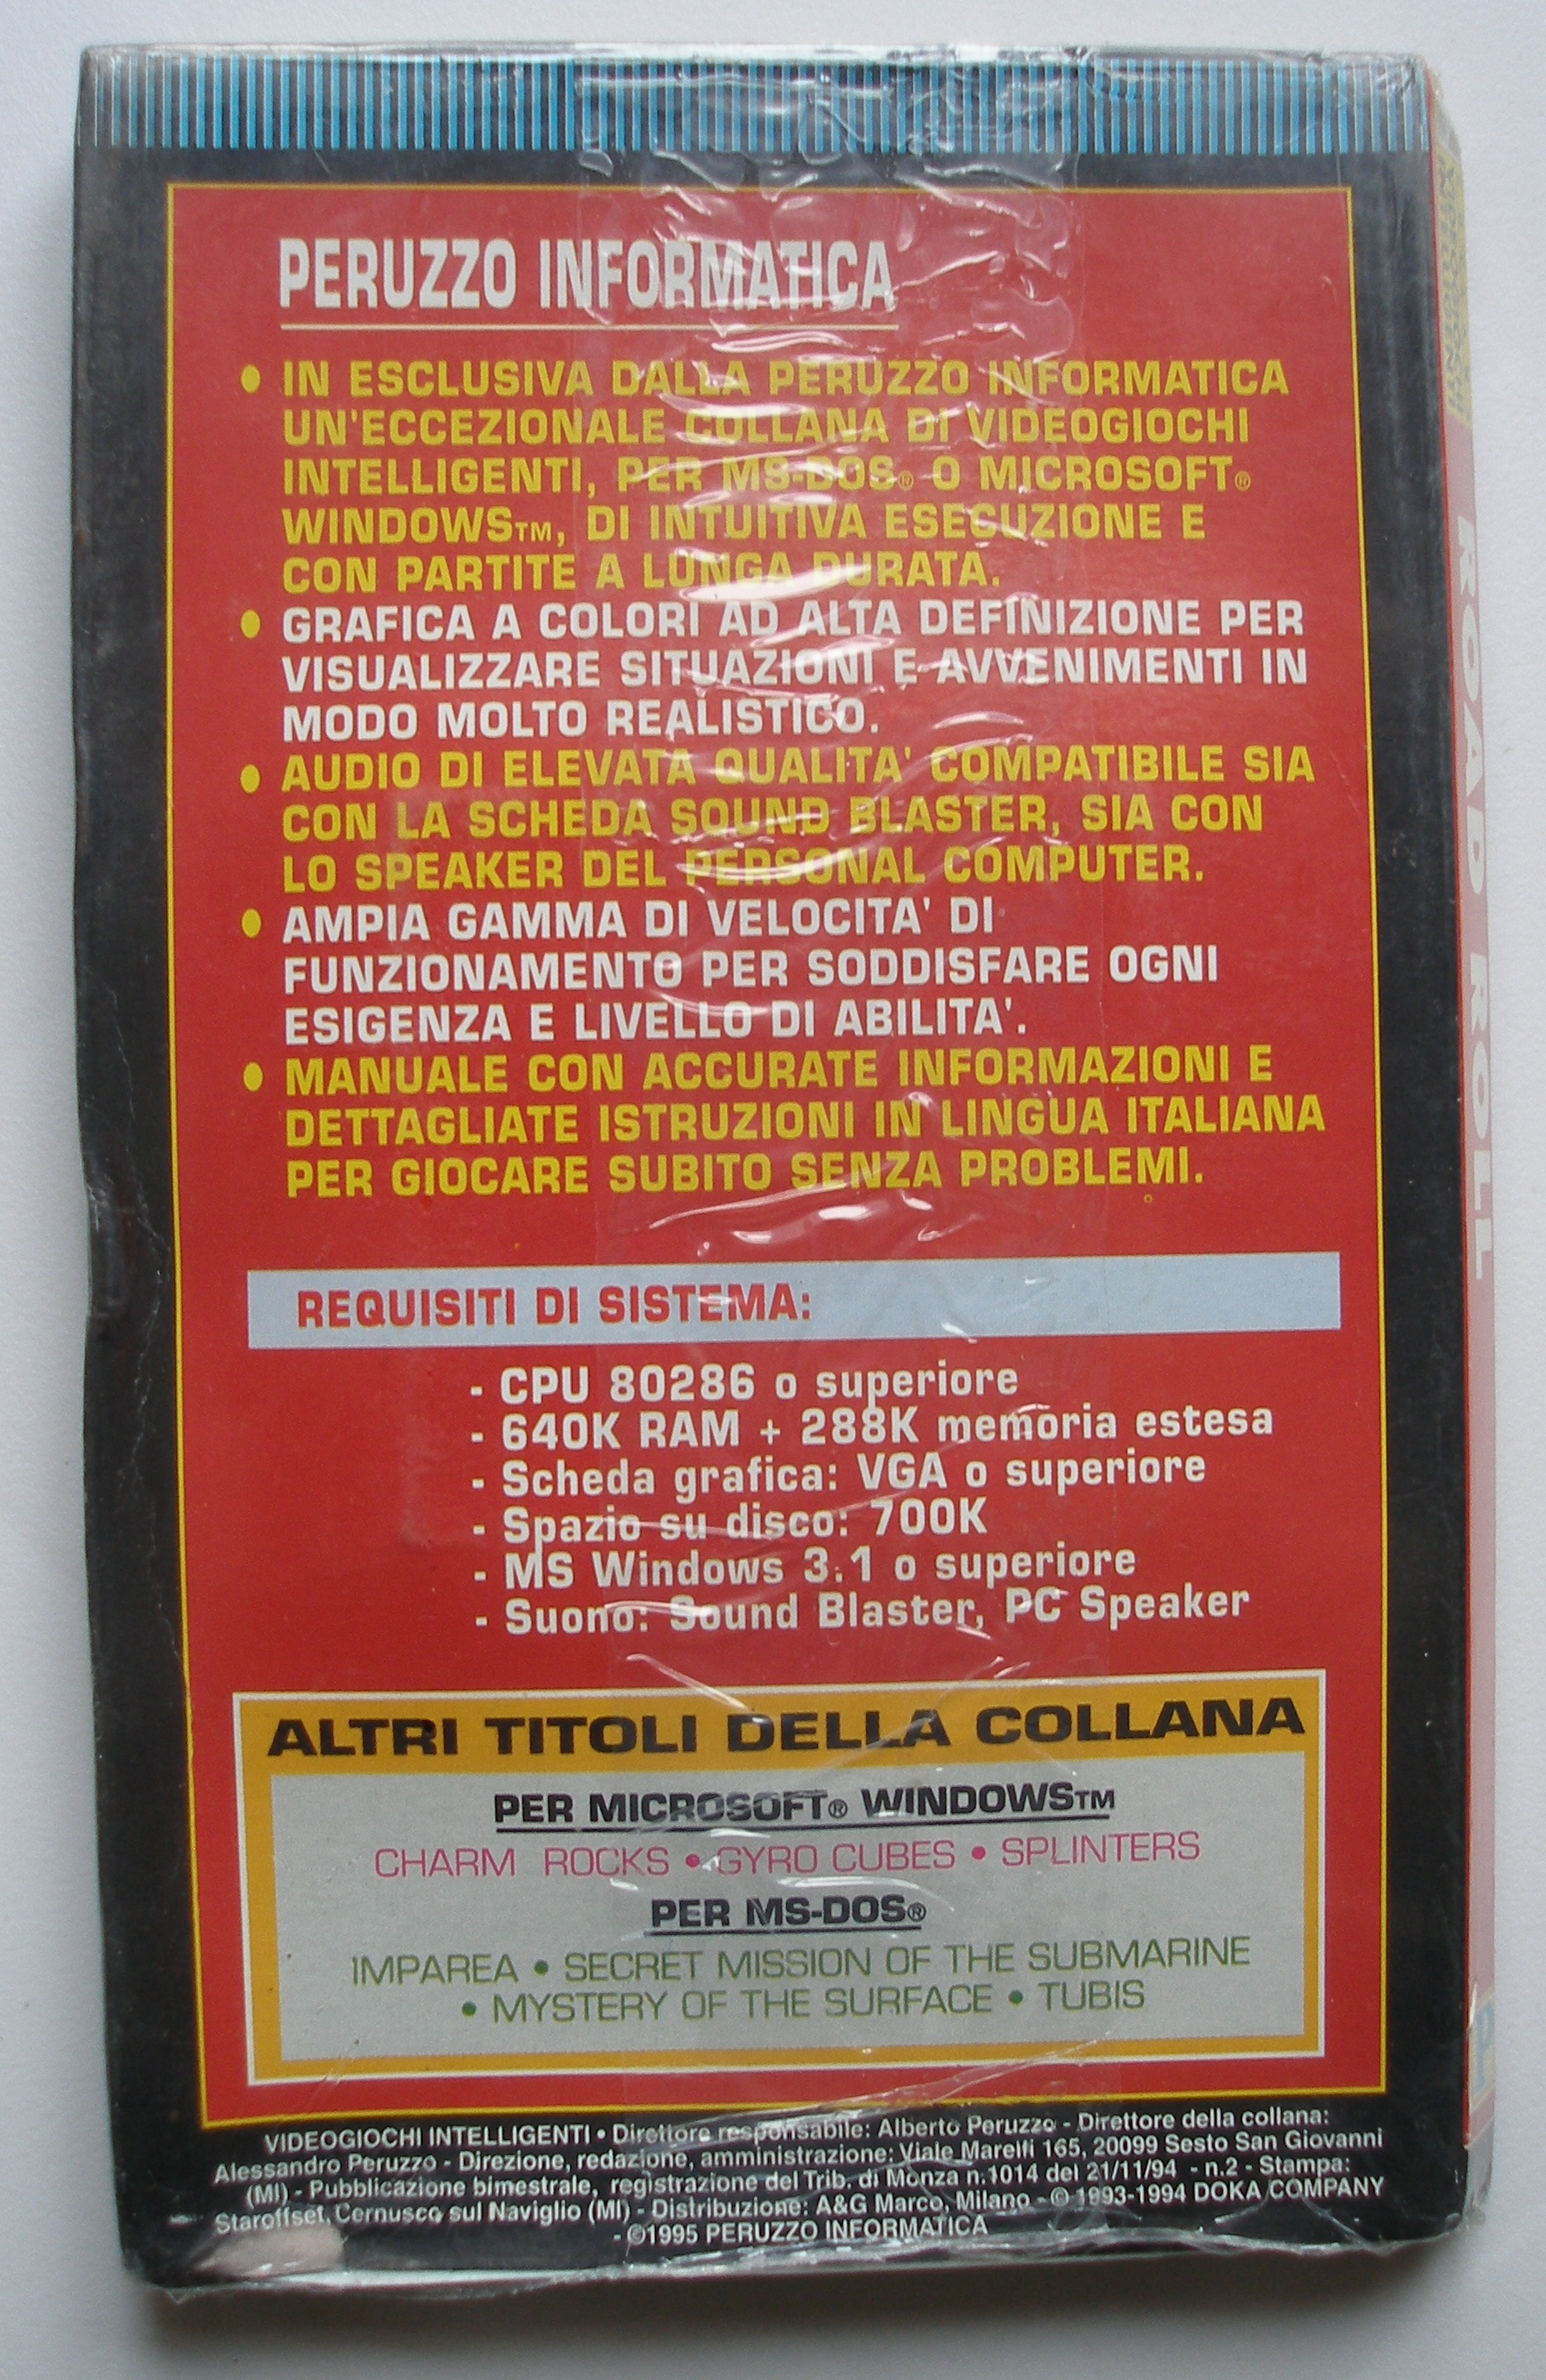 PERUZZO INFORMATICA
• IN ESCLUSIVA DALLA PERUZZO INFORMATICA
UN'ECCEZIONALE COLLANA DI VIDEOGIOCHI
INTELLIGENTI, PER MS-DOS® O MICROSOFT®
WINDOWSTM, DI INTUITIVA ESECUZIONE E
CON PARTITE A LUNGA DURATA.
• GRAFICA A COLORI AD ALTA DEFINIZIONE PER
VISUALIZZARE SITUAZIONI E AVVENIMENTI IN
MODO MOLTO REALISTICO.
• AUDIO DI ELEVATA QUALITA' COMPATIBILE SIA
CON LA SCHEDA SOUND BLASTER, SIA CON
LO SPEAKER DEL PERSONAL COMPUTER.
• AMPIA GAMMA DI VELOCITA' DI
FUNZIONAMENTO PER SODDISFARE OGNI
ESIGENZA E LIVELLO DI ABILITA'.
• MANUALE CON ACCURATE INFORMAZIONI E
DETTAGLIATE ISTRUZIONI IN LINGUA ITALIANA
PER GIOCARE SUBITO SENZA PROBLEMI.
REQUISITI DI SISTEMA:
- CPU 80286 o superiore
- 640K RAM + 288K memoria estesa
- Scheda grafica: VGA o superiore
- Spazio su disco: 700K
- MS Windows 3.1 o superiore
- Suono: Sound Blaster, PC Speaker
ALTRI TITOLI DELLA COLLANA
PER MICROSOFT® WINDOWSTM
CHARM ROCKS • GYRO CUBES • SPLINTERS
PER MS-DOS®
IMPAREA • SECRET MISSION OF THE SUBMARINE
• MYSTERY OF THE SURFACE • TUBIS
VIDEOGIOCHI INTELLIGENTI • Direttore responsabile: Alberto Peruzzo - Direttore della collana:
Alessandro Peruzzo - Direzione, redazione, amministrazione: Viale Marelli 165, 20099 Sesto San Giovanni
(MI) - Pubblicazione bimestrale, registrazione del Trib. di Monza n.1014 del 21/11/94 - n.2 - Stampa:
Staroffset, Cernusco sul Naviglio (MI) - Distribuzione: A&G Marco, Milano - © 1993-1994 DOKA COMPANY
- ©1995 PERUZZO INFORMATICA
ROAD ROLL